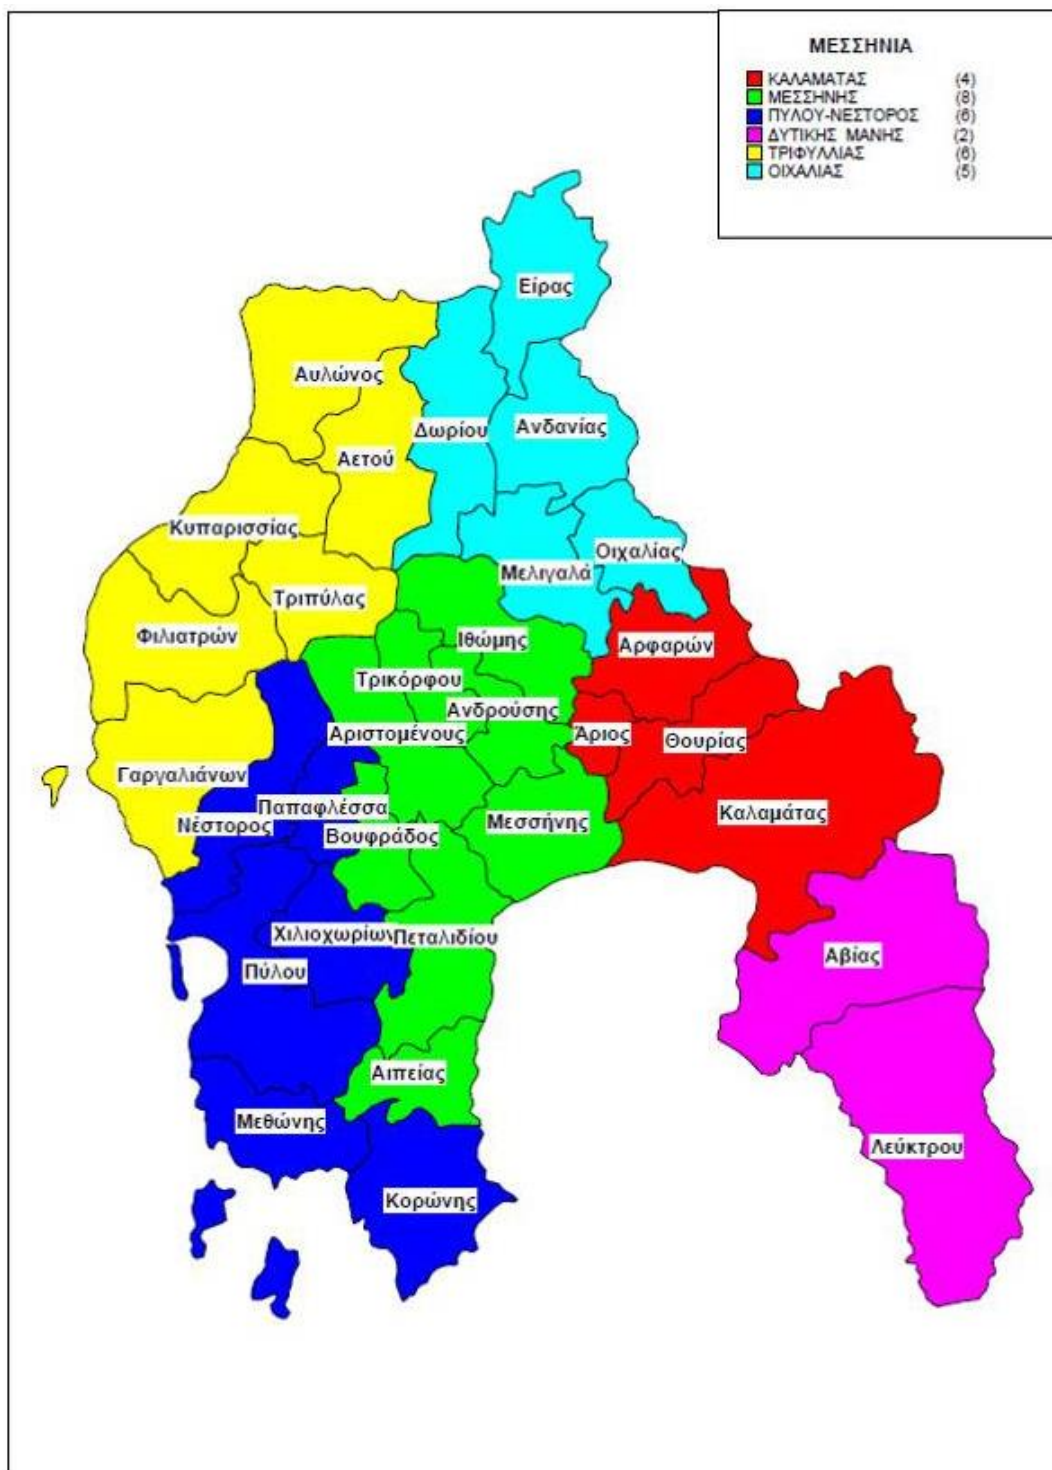 ΜΕΣΣΗΝΙΑ
ΚΑΛΑΜΑΤΑΣ (4)
ΜΕΣΣΗΝΗΣ (8)
ΠΥΛΟΥ-ΝΕΣΤΟΡΟΣ (6)
ΔΥΤΙΚΗΣ ΜΑΝΗΣ (2)
ΤΡΙΦΥΛΛΙΑΣ (6)
ΟΙΧΑΛΙΑΣ (5)
Είρας
Αυλώνος
Δωρίου
Ανδανίας
Αετού
Κυπαρισσίας
Οιχαλίας
Μελιγαλά
Τριπύλας
Φιλιατρών
Ιθώμης
Αρφαρών
Τρικόρφου
Ανδρούσης
Αριστομένους
Άριος
Θουρίας
Γαργαλιάνων
Παπαφλέσσα
Καλαμάτας
Νέστορος
Μεσσήνης
Βουφράδος
Χιλιοχωρίων
Πεταλιδίου
Αβίας
Πύλου
Αιπείας
Μεθώνης
Λεύκτρου
Κορώνης